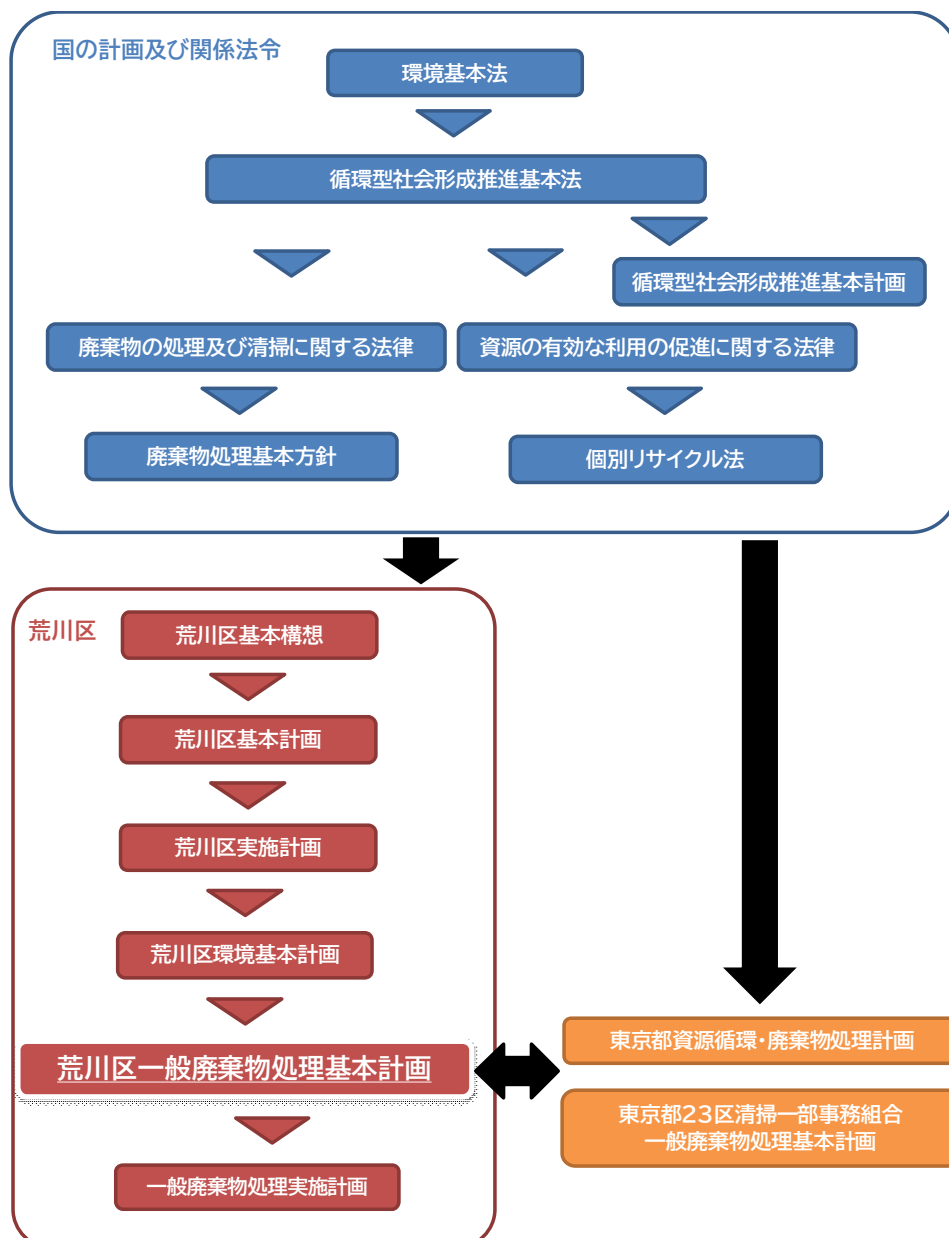 国の計画及び関係法令
環境基本法
循環型社会形成推進基本法
循環型社会形成推進基本計画
廃棄物の処理及び清掃に関する法律
資源の有効な利用の促進に関する法律
廃棄物処理基本方針
個別リサイクル法
荒川区
荒川区基本構想
荒川区基本計画
荒川区実施計画
荒川区環境基本計画
荒川区一般廃棄物処理基本計画
一般廃棄物処理実施計画
東京都資源循環・廃棄物処理計画
東京都23区清掃一部事務組合
一般廃棄物処理基本計画